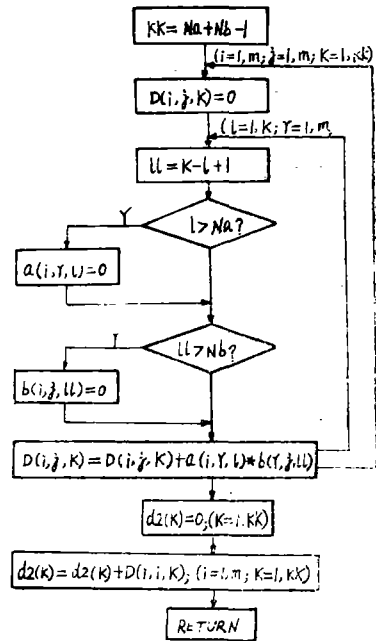 KK = Na + Nb - 1
(i=1,m; j=1,m; K=1,KK)
D(i,j,K)=0
(l=1,K; r=1,m
ll = K-l+1
Y
l > Na?
a(i,r,l)=0
Y
ll > Nb?
b(i,j,ll)=0
D(i,j,K) = D(i,j,K) + a(i,r,l) * b(r,j,ll)
d2(K)=0; (K=1,KK)
d2(K) = d2(K) + D(i,i,K); (i=1,m; K=1,KK)
RETURN